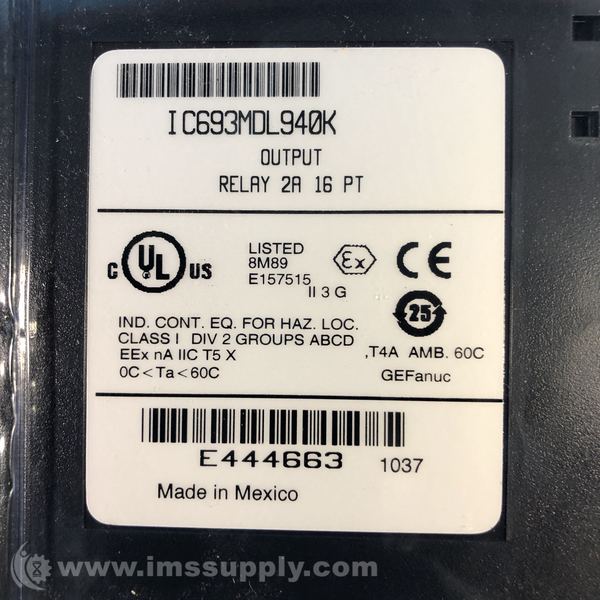 IC693MDL940K
OUTPUT
RELAY 2A 16 PT
C UL US
LISTED
8M89
E157515
Ex
II 3 G
CE
25
IND. CONT. EQ. FOR HAZ. LOC.
CLASS I DIV 2 GROUPS ABCD
EEx nA IIC T5 X
0C<Ta<60C
,T4A AMB. 60C
GEFanuc
E444663 1037
Made in Mexico
www.imssupply.com